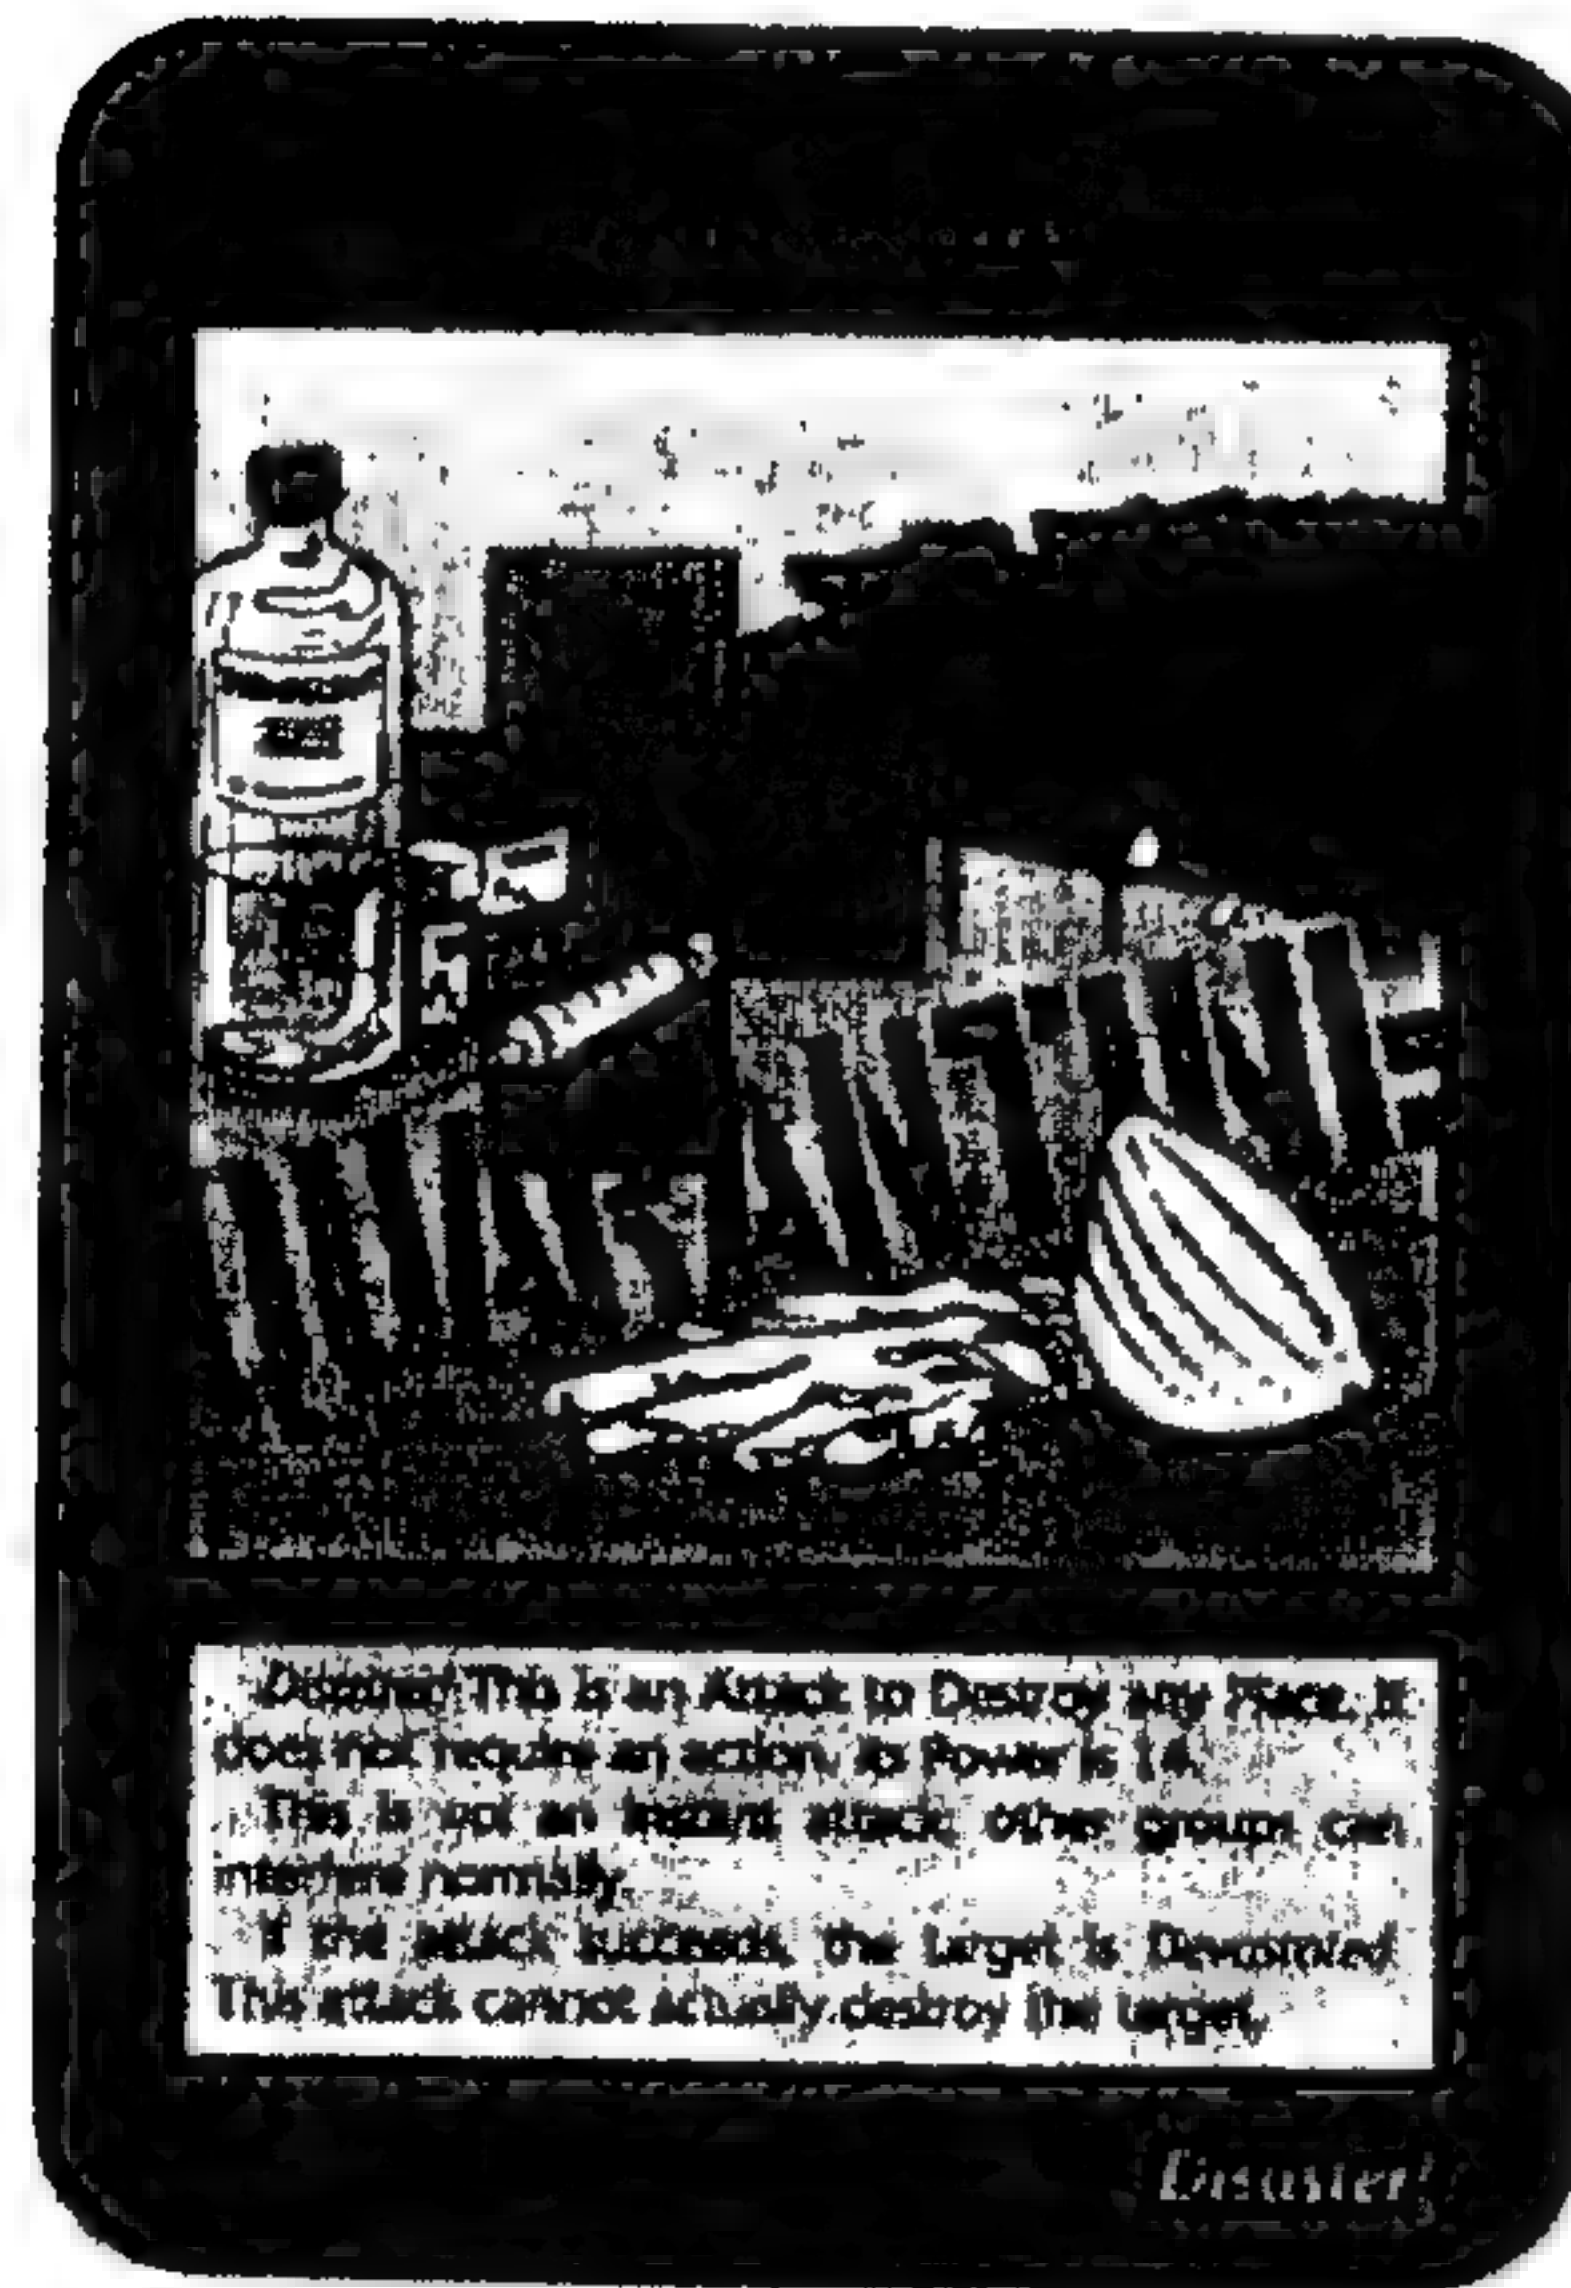 Disaster! This is an Attack to Destroy any Place. It
does not require an action. Its Power is 14.
This is not an Instant attack; other groups can
interfere normally.
If the attack succeeds, the target is Devastated.
This attack cannot actually destroy the target.
Disaster!